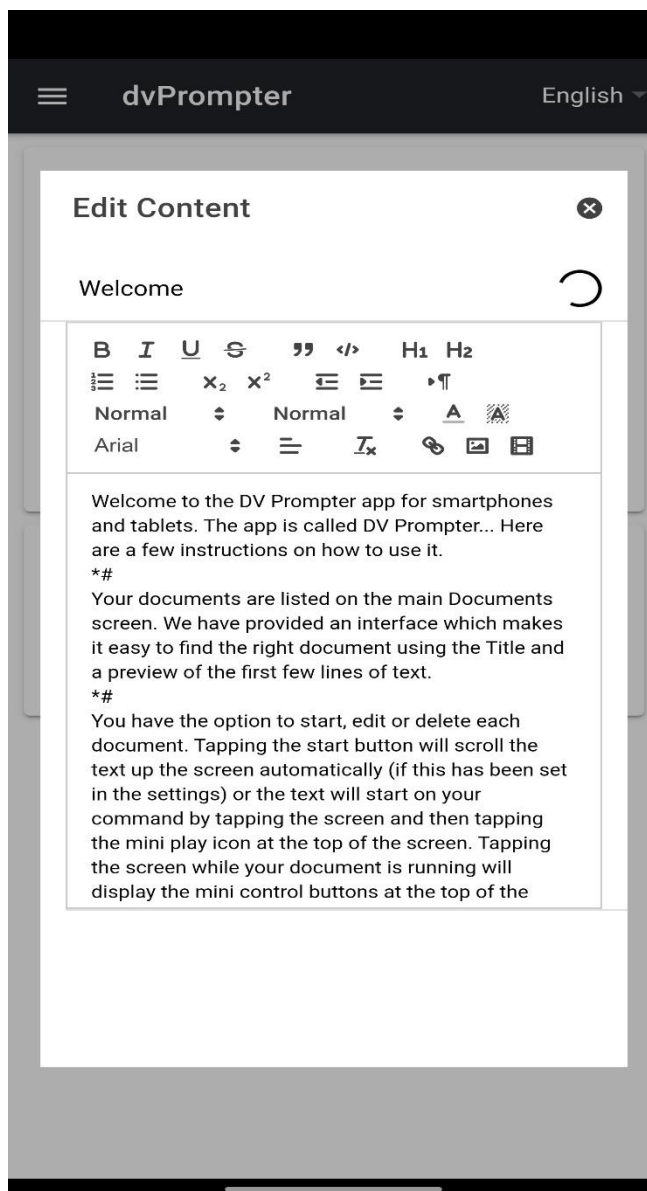 dvPrompter English
Edit Content
Welcome
B I U S ❞ </> H1 H2
x₂ x² ¶
Normal Normal A A
Arial Tx
Welcome to the DV Prompter app for smartphones
and tablets. The app is called DV Prompter... Here
are a few instructions on how to use it.
*#
Your documents are listed on the main Documents
screen. We have provided an interface which makes
it easy to find the right document using the Title and
a preview of the first few lines of text.
*#
You have the option to start, edit or delete each
document. Tapping the start button will scroll the
text up the screen automatically (if this has been set
in the settings) or the text will start on your
command by tapping the screen and then tapping
the mini play icon at the top of the screen. Tapping
the screen while your document is running will
display the mini control buttons at the top of the